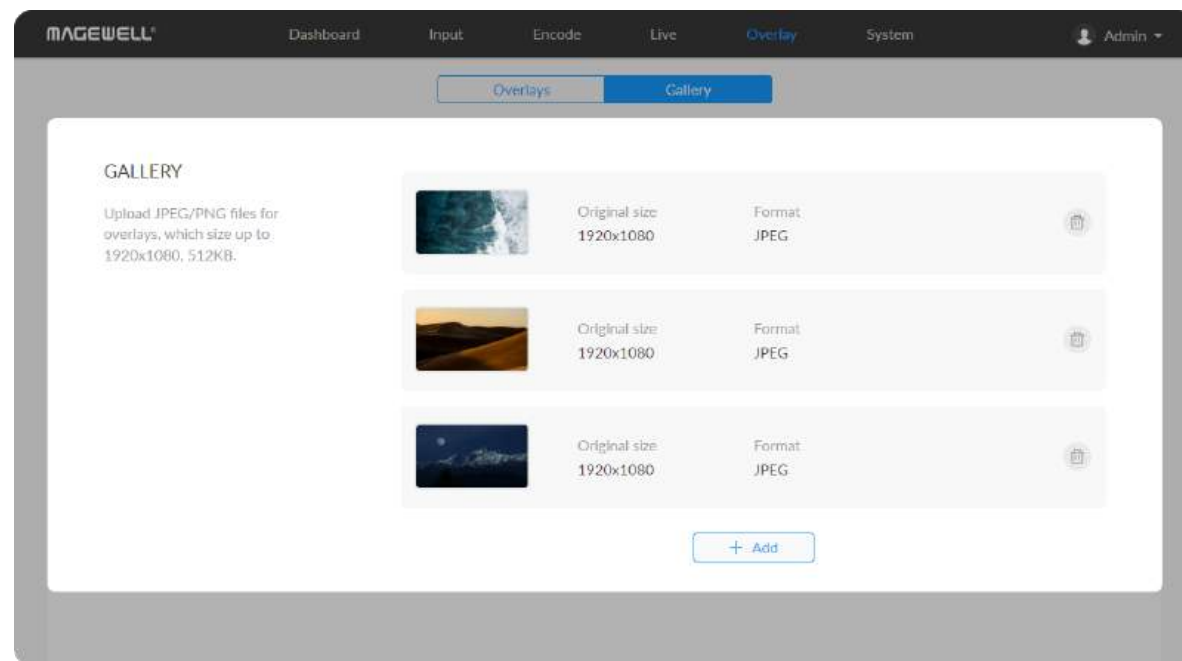 MAGEWELL®
Dashboard
Input
Encode
Live
Overlay
System
Admin
Overlays
Gallery
GALLERY
Upload JPEG/PNG files for
overlays, which size up to
1920x1080, 512KB.
Original size
Format
1920x1080
JPEG
Original size
Format
1920x1080
JPEG
Original size
Format
1920x1080
JPEG
+ Add